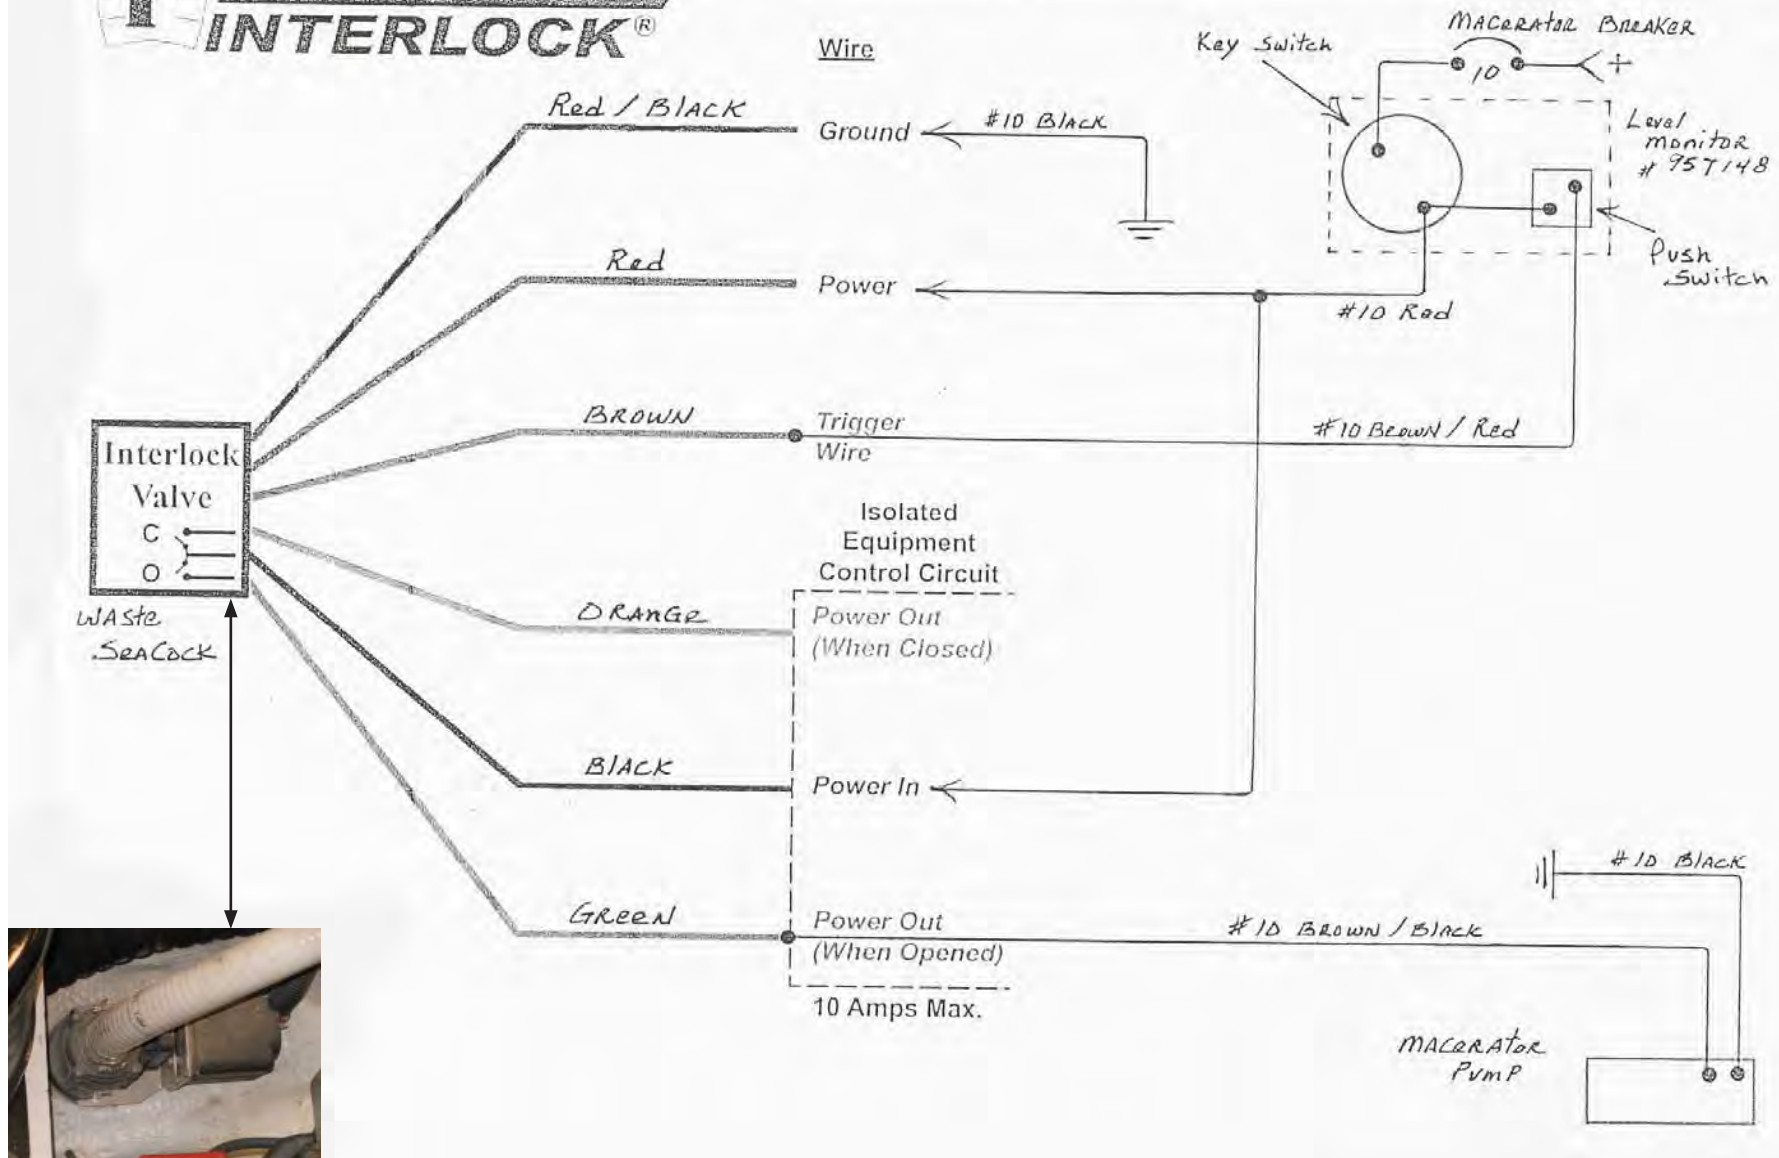 INTERLOCK®
Wire
Key Switch
MACERATOR BREAKER
10
+
Red / BLACK
Ground
#10 BLACK
Level
monitor
# 957148
Push
Switch
Red
Power
#10 Red
BROWN
Trigger
Wire
#10 BROWN / Red
Interlock
Valve
C
O
WASTE
SEACOCK
Isolated
Equipment
Control Circuit
ORANGE
Power Out
(When Closed)
BLACK
Power In
GREEN
Power Out
(When Opened)
10 Amps Max.
#10 BROWN / BLACK
#10 BLACK
MACERATOR
PUMP